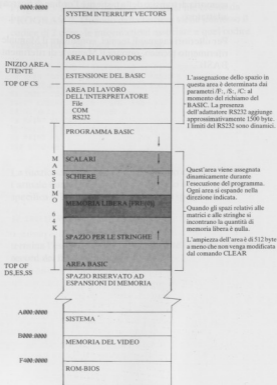 0000:0000
SYSTEM INTERRUPT VECTORS
DOS
AREA DI LAVORO DOS
INIZIO AREA
UTENTE
ESTENSIONE DEL BASIC
TOP OF CS
AREA DI LAVORO
DELL'INTERPRETATORE
File
COM
RS232
L'assegnazione dello spazio in
quest'area è determinata dai
parametri /F:, /S:, /C: al
momento del richiamo del
BASIC. La presenza
dell'adattatore RS232 aggiunge
approssimativamente 1500 byte.
I limiti del RS232 sono dinamici.
PROGRAMMA BASIC
MASSIMO 64K
SCALARI
SCHIERE
MEMORIA LIBERA
SPAZIO PER LE STRINGHE
AREA BASIC
Quest'area viene assegnata
dinamicamente durante
l'esecuzione del programma.
Ogni area si espande nella
direzione indicata.
Quando gli spazi relativi alle
matrici e alle stringhe si
incontrano la quantità di
memoria libera è nulla.
L'ampiezza dell'area è di 512 byte
a meno che non venga modificata
dal comando CLEAR
TOP OF
DS,ES,SS
SPAZIO RISERVATO AD
ESPANSIONI DI MEMORIA
A000:0000
SISTEMA
B000:0000
MEMORIA DEL VIDEO
F400:0000
ROM-BIOS